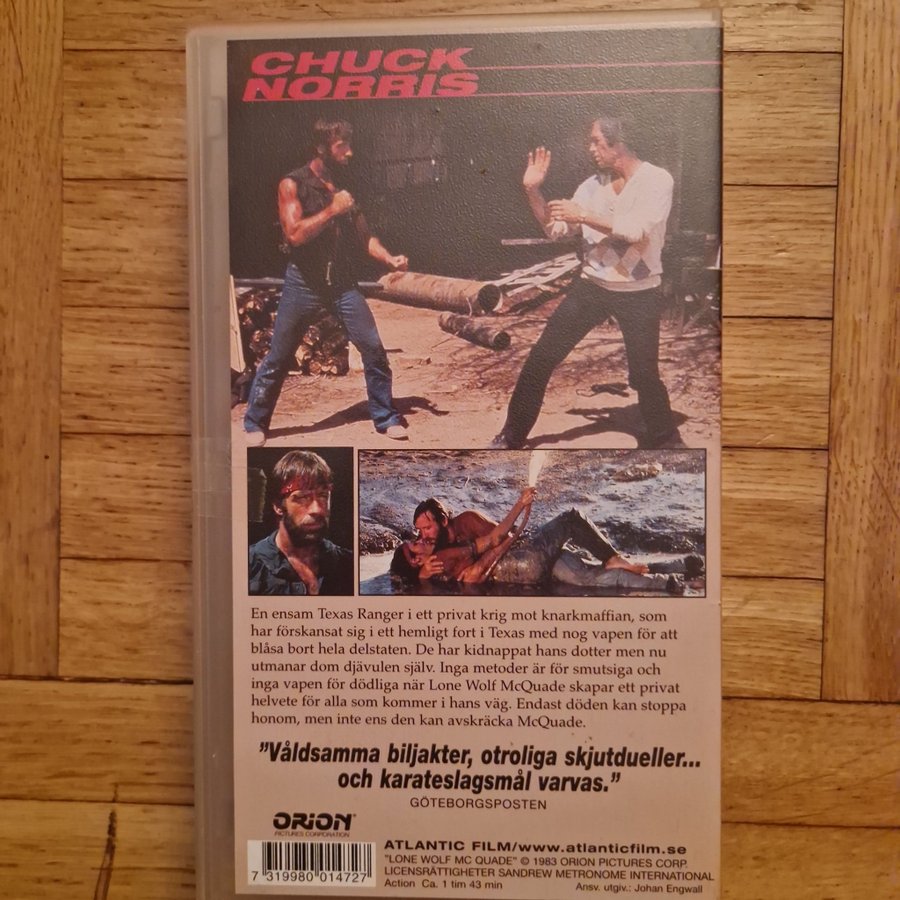 CHUCK
NORRIS
En ensam Texas Ranger i ett privat krig mot knarkmaffian, som
har förskansat sig i ett hemligt fort i Texas med nog vapen för att
blåsa bort hela delstaten. De har kidnappat hans dotter men nu
utmanar dom djävulen själv. Inga metoder är för smutsiga och
inga vapen för dödliga när Lone Wolf McQuade skapar ett privat
helvete för alla som kommer i hans väg. Endast döden kan stoppa
honom, men inte ens den kan avskräcka McQuade.
”Våldsamma biljakter, otroliga skjutdueller...
och karateslagsmål varvas.”
GÖTEBORGSPOSTEN
ORION
PICTURES CORPORATION
ATLANTIC FILM/www.atlanticfilm.se
"LONE WOLF MC QUADE" © 1983 ORION PICTURES CORP.
LICENSRÄTTIGHETER SANDREW METRONOME INTERNATIONAL
Action Ca. 1 tim 43 min Ansv. utgiv.: Johan Engwall
7 319980 014727